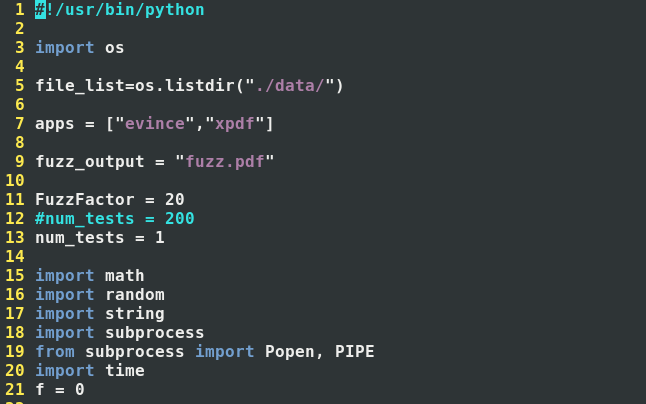 1 #!/usr/bin/python
2
3 import os
4
5 file_list=os.listdir("./data/")
6
7 apps = ["evince","xpdf"]
8
9 fuzz_output = "fuzz.pdf"
10
11 FuzzFactor = 20
12 #num_tests = 200
13 num_tests = 1
14
15 import math
16 import random
17 import string
18 import subprocess
19 from subprocess import Popen, PIPE
20 import time
21 f = 0